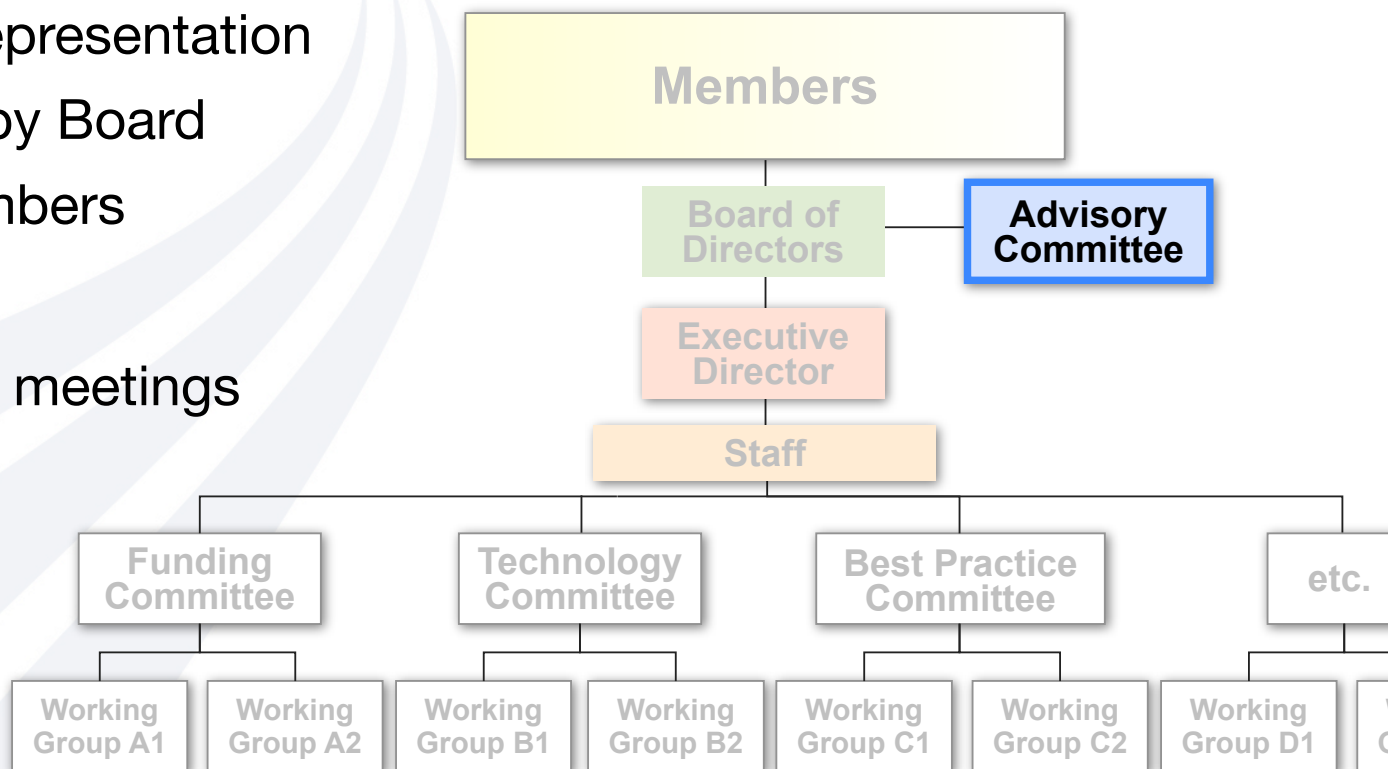 epresentation
by Board
mbers
meetings
Members
Board of
Directors
Advisory
Committee
Executive
Director
Staff
Funding
Committee
Technology
Committee
Best Practice
Committee
etc.
Working
Group A1
Working
Group A2
Working
Group B1
Working
Group B2
Working
Group C1
Working
Group C2
Working
Group D1